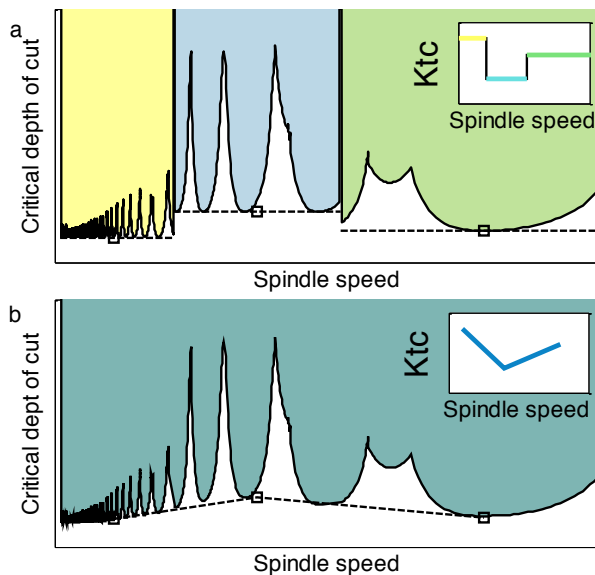 a
Critical depth of cut
Ktc
Spindle speed
Spindle speed
b
Critical dept of cut
Ktc
Spindle speed
Spindle speed